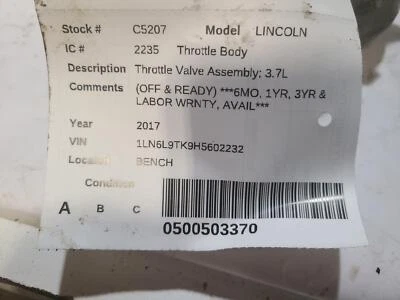 Stock # C5207 Model LINCOLN
IC # 2235 Throttle Body
Description Throttle Valve Assembly; 3.7L
Comments (OFF & READY) ***6MO, 1YR, 3YR &
LABOR WRNTY, AVAIL***
Year 2017
VIN 1LN6L9TK9H5602232
Location BENCH
Condition
A B C
0500503370